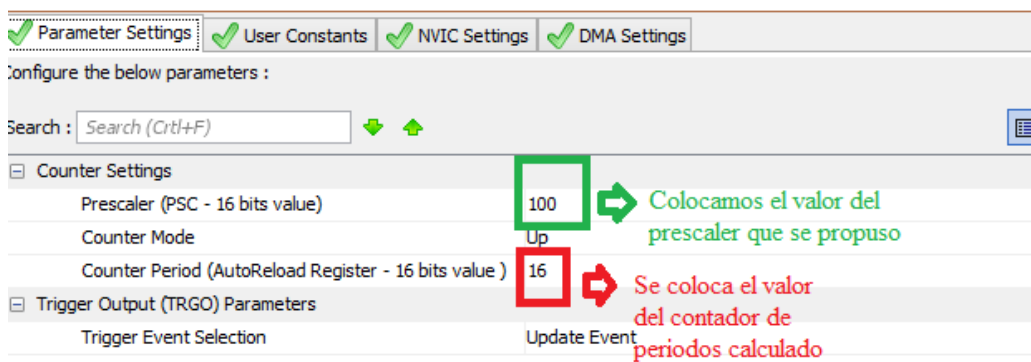 Parameter Settings User Constants NVIC Settings DMA Settings
Configure the below parameters :
Search : Search (Crtl+F)
Counter Settings
Prescaler (PSC - 16 bits value) 100
Counter Mode Up
Counter Period (AutoReload Register - 16 bits value ) 16
Trigger Output (TRGO) Parameters
Trigger Event Selection Update Event
Colocamos el valor del
prescaler que se propuso
Se coloca el valor
del contador de
periodos calculado